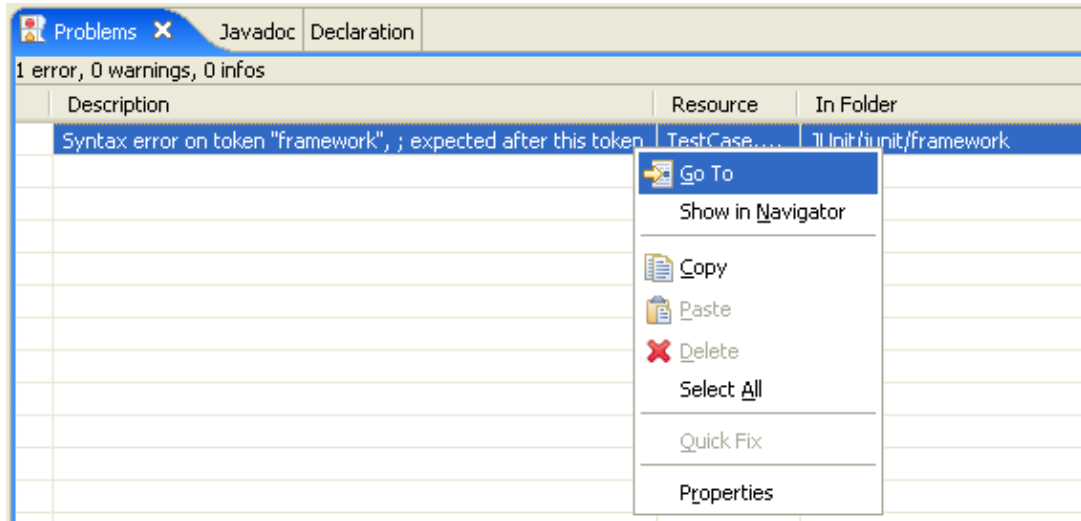 Problems Javadoc Declaration
1 error, 0 warnings, 0 infos
Description Resource In Folder
Syntax error on token "framework", ; expected after this token TestCase.... JUnit/junit/framework
Go To
Show in Navigator
Copy
Paste
Delete
Select All
Quick Fix
Properties